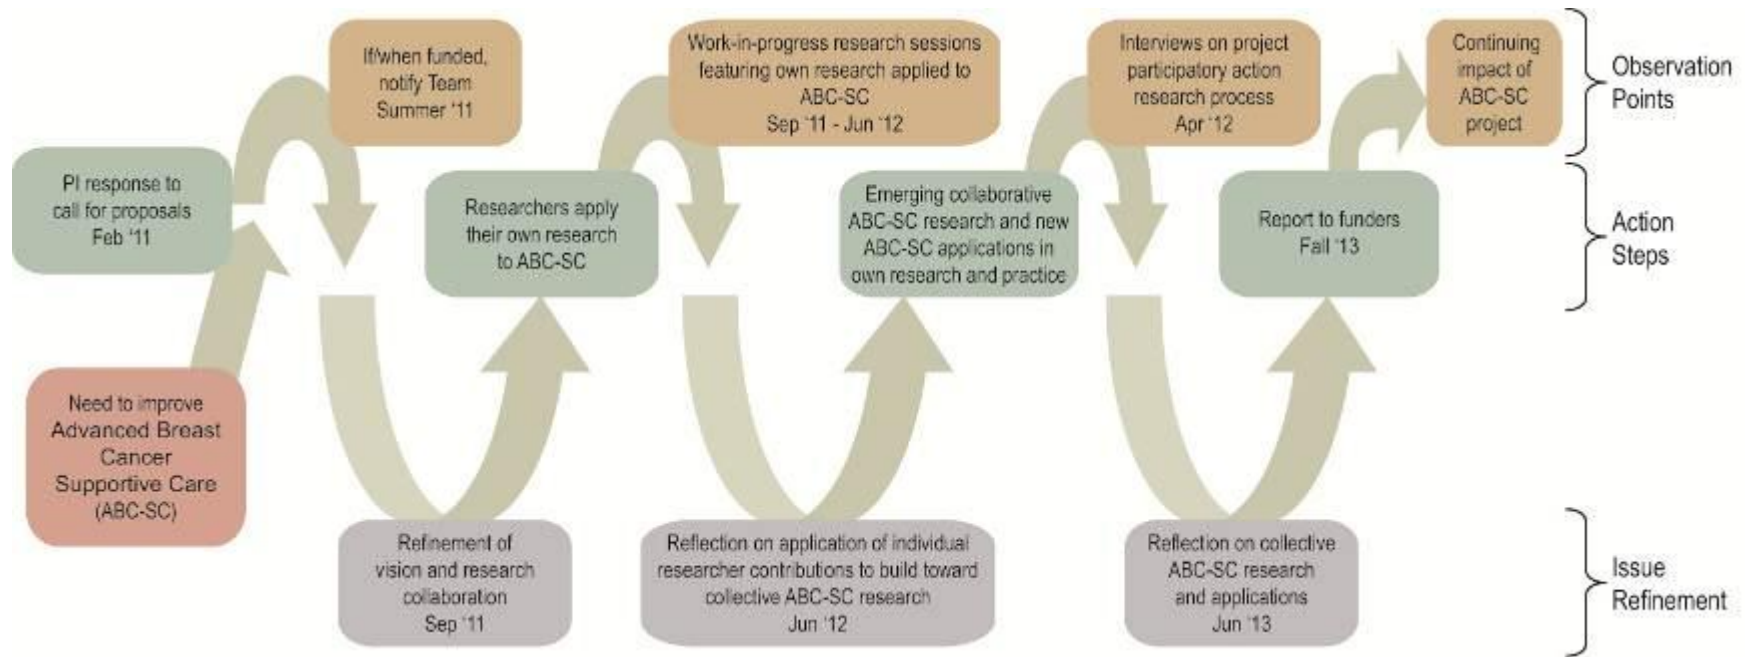 If/when funded,
notify Team
Summer '11
Work-in-progress research sessions
featuring own research applied to
ABC-SC
Sep '11 - Jun '12
Interviews on project
participatory action
research process
Apr '12
Continuing
impact of
ABC-SC
project
Observation
Points
PI response to
call for proposals
Feb '11
Researchers apply
their own research
to ABC-SC
Emerging collaborative
ABC-SC research and new
ABC-SC applications in
own research and practice
Report to funders
Fall '13
Action
Steps
Need to improve
Advanced Breast
Cancer
Supportive Care
(ABC-SC)
Refinement of
vision and research
collaboration
Sep '11
Reflection on application of individual
researcher contributions to build toward
collective ABC-SC research
Jun '12
Reflection on collective
ABC-SC research
and applications
Jun '13
Issue
Refinement